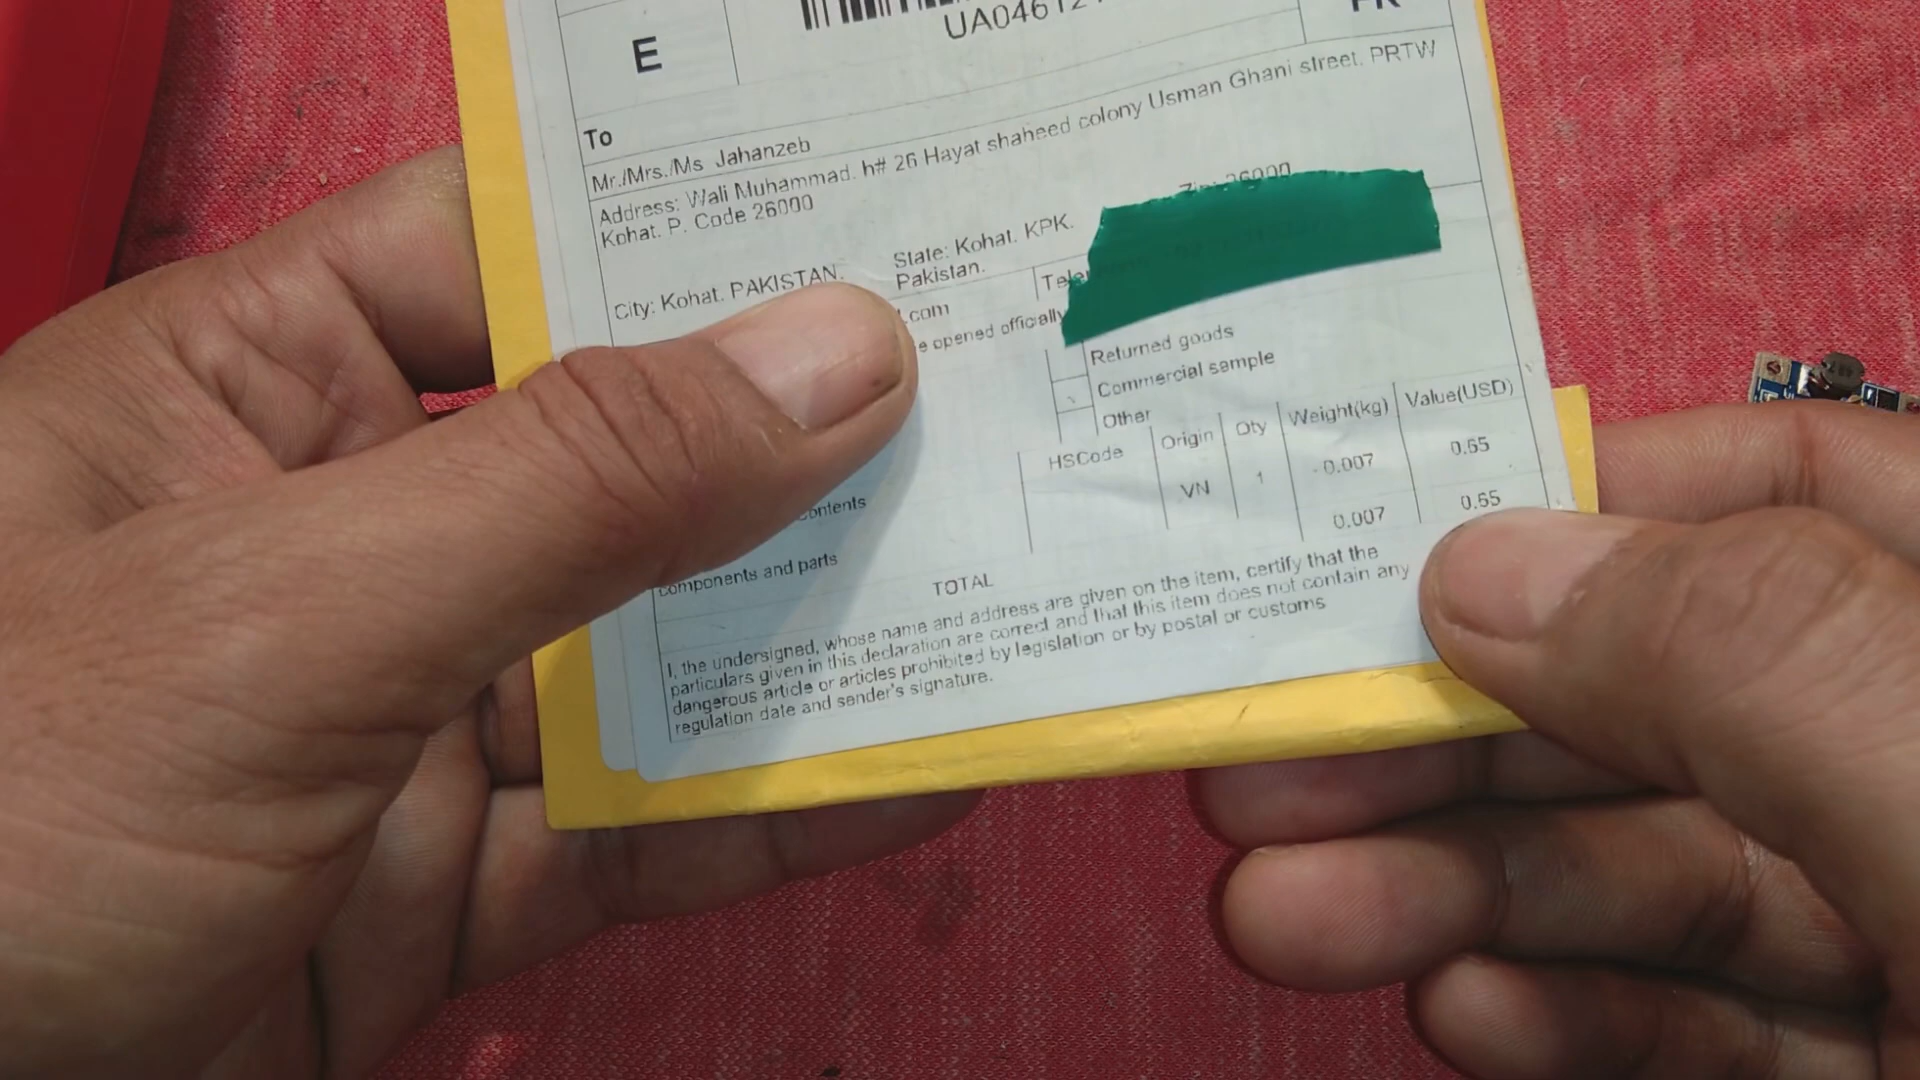 E
UA04612
To
Mr./Mrs./Ms Jahanzeb
Address: Wali Muhammad. h# 26 Hayat shaheed colony Usman Ghani street. PRTW
Kohat. P. Code 26000
City: Kohat. PAKISTAN.
State: Kohat. KPK.
Pakistan.
.com
e opened officially
Returned goods
Commercial sample
Other
HSCode Origin Qty Weight(kg) Value(USD)
VN 1 0.007 0.65
ontents
components and parts
TOTAL 0.007 0.65
I, the undersigned, whose name and address are given on the item, certify that the
particulars given in this declaration are correct and that this item does not contain any
dangerous article or articles prohibited by legislation or by postal or customs
regulation date and sender's signature.